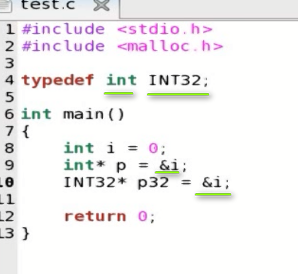 test.c
1 #include <stdio.h>
2 #include <malloc.h>
3
4 typedef int INT32;
5
6 int main()
7 {
8 int i = 0;
9 int* p = &i;
10 INT32* p32 = &i;
11
12 return 0;
13 }